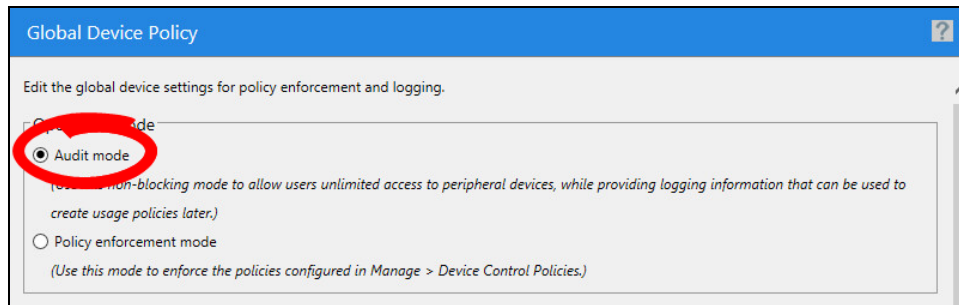 Global Device Policy
?
Edit the global device settings for policy enforcement and logging.
Audit mode
non-blocking mode to allow users unlimited access to peripheral devices, while providing logging information that can be used to
create usage policies later.)
Policy enforcement mode
(Use this mode to enforce the policies configured in Manage > Device Control Policies.)